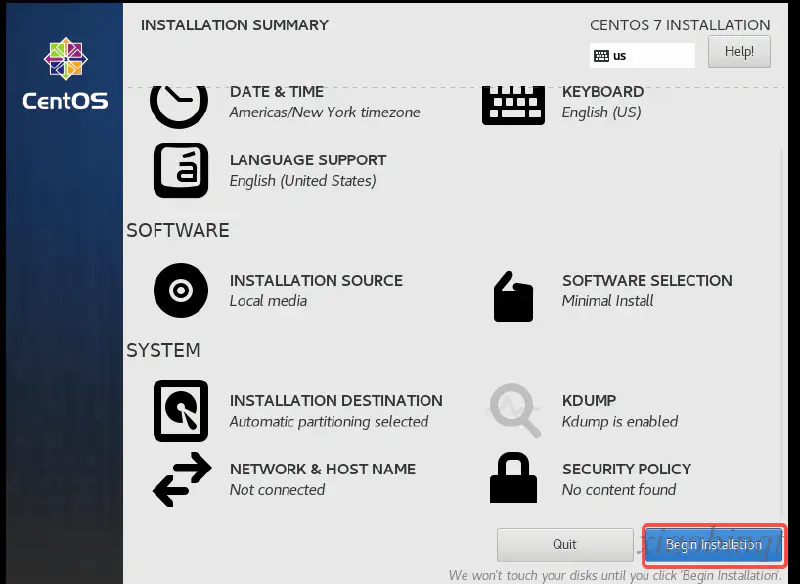 INSTALLATION SUMMARY
CENTOS 7 INSTALLATION
us
Help!
CentOS
DATE & TIME
Americas/New York timezone
KEYBOARD
English (US)
á
LANGUAGE SUPPORT
English (United States)
SOFTWARE
INSTALLATION SOURCE
Local media
SOFTWARE SELECTION
Minimal Install
SYSTEM
INSTALLATION DESTINATION
Automatic partitioning selected
KDUMP
Kdump is enabled
NETWORK & HOST NAME
Not connected
SECURITY POLICY
No content found
Quit
Begin Installation
We won't touch your disks until you click 'Begin Installation'.